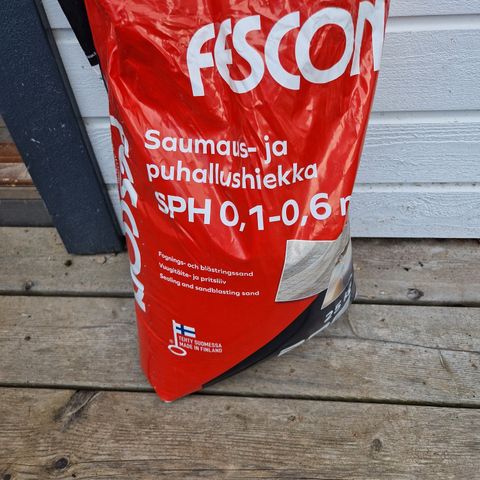 FESCON
Saumaus- ja
puhallushiekka
SPH 0,1-0,6
Fognings- och blästringssand
Vuugitäite- ja pritsliiv
Sealing and sandblasting sand
TEHTY SUOMESSA
MADE IN FINLAND
FESCON
25